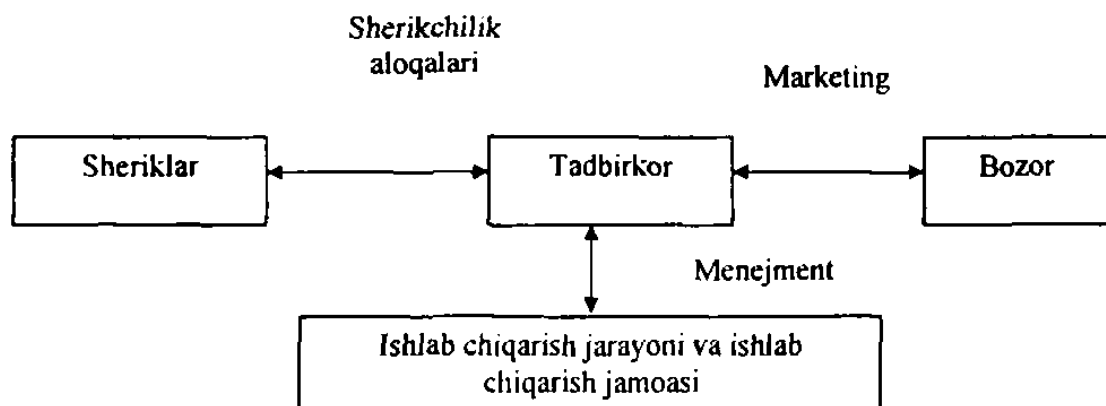 Sherikchilik
aloqalari
Marketing
Sheriklar
Tadbirkor
Bozor
Menejment
Ishlab chiqarish jarayoni va ishlab
chiqarish jamoasi